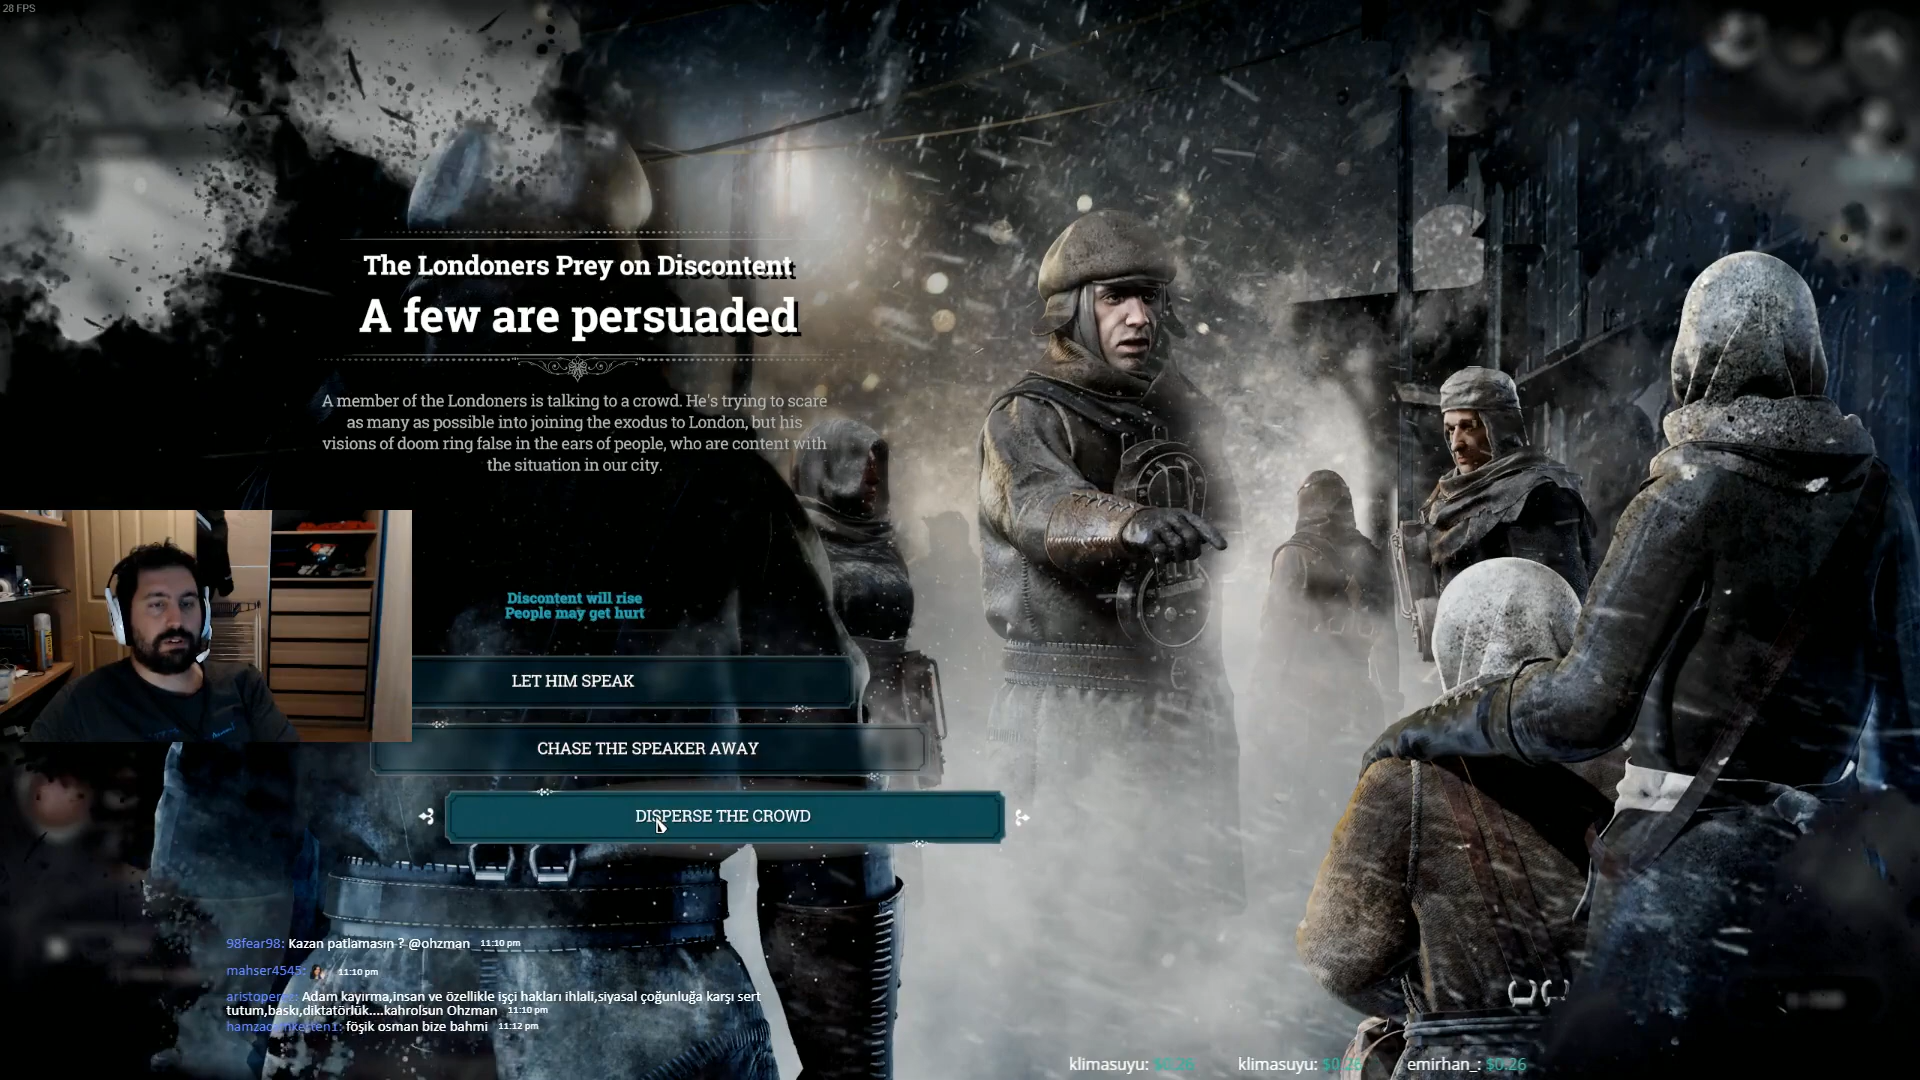 28 FPS
The Londoners Prey on Discontent
A few are persuaded
A member of the Londoners is talking to a crowd. He's trying to scare
as many as possible into joining the exodus to London, but his
visions of doom ring false in the ears of people, who are content with
the situation in our city.
Discontent will rise
People may get hurt
LET HIM SPEAK
CHASE THE SPEAKER AWAY
DISPERSE THE CROWD
98fear98: Kazan patlamasın ? @ohzman 11:10 pm
mahser4545: 11:10 pm
Adam kayırma,insan ve özellikle işçi hakları ihlali,siyasal çoğunluğa karşı sert
tutum,baskı,diktatörlük....kahrolsun Ohzman 11:10 pm
föşik osman bize bahmi 11:12 pm
klimasuyu: $0.26 klimasuyu: $0.26 emirhan_: $0.26